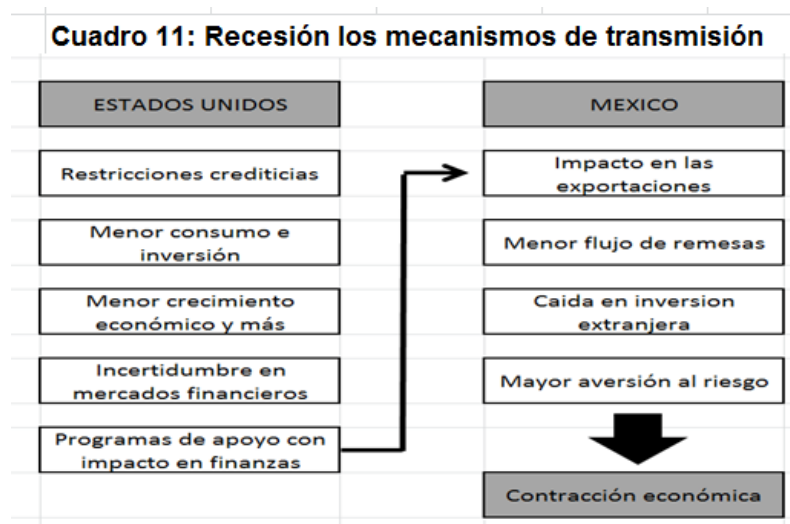 Cuadro 11: Recesión los mecanismos de transmisión
ESTADOS UNIDOS
Restricciones crediticias
Menor consumo e
inversión
Menor crecimiento
económico y más
Incertidumbre en
mercados financieros
Programas de apoyo con
impacto en finanzas
MEXICO
Impacto en las
exportaciones
Menor flujo de remesas
Caida en inversion
extranjera
Mayor aversión al riesgo
Contracción económica